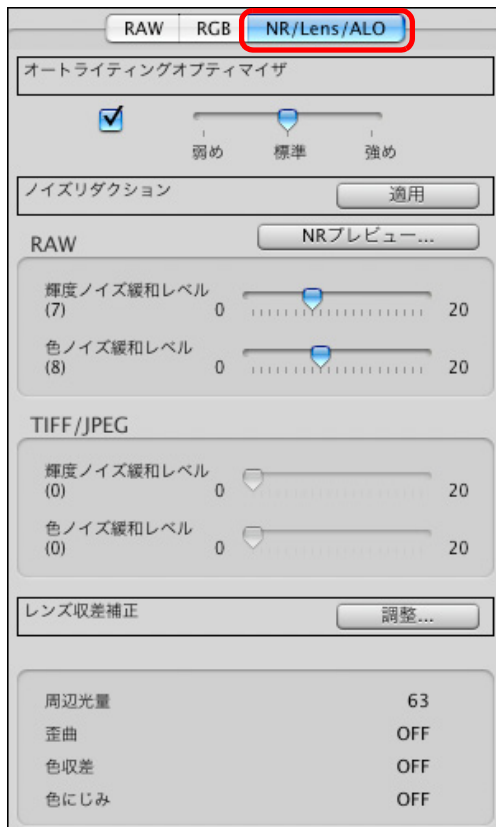 RAW RGB NR/Lens/ALO
オートライティングオプティマイザ
弱め 標準 強め
ノイズリダクション 適用
RAW NRプレビュー...
輝度ノイズ緩和レベル
(7) 0 20
色ノイズ緩和レベル
(8) 0 20
TIFF/JPEG
輝度ノイズ緩和レベル
(0) 0 20
色ノイズ緩和レベル
(0) 0 20
レンズ収差補正 調整...
周辺光量 63
歪曲 OFF
色収差 OFF
色にじみ OFF